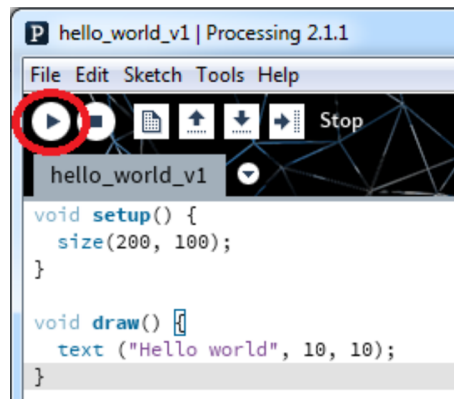 P hello_world_v1 | Processing 2.1.1
File Edit Sketch Tools Help
Stop
hello_world_v1
void setup() {
  size(200, 100);
}
void draw() {
  text ("Hello world", 10, 10);
}